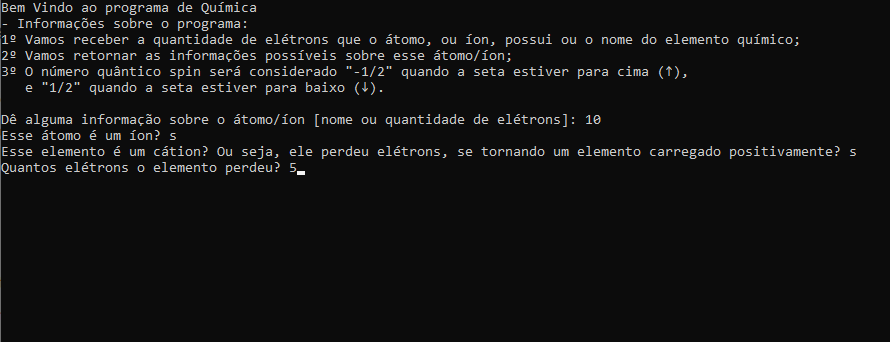 Bem Vindo ao programa de Química
- Informações sobre o programa:
1º Vamos receber a quantidade de elétrons que o átomo, ou íon, possui ou o nome do elemento químico;
2º Vamos retornar as informações possíveis sobre esse átomo/íon;
3º O número quântico spin será considerado "-1/2" quando a seta estiver para cima (↑),
e "1/2" quando a seta estiver para baixo (↓).
Dê alguma informação sobre o átomo/íon [nome ou quantidade de elétrons]: 10
Esse átomo é um íon? s
Esse elemento é um cátion? Ou seja, ele perdeu elétrons, se tornando um elemento carregado positivamente? s
Quantos elétrons o elemento perdeu? 5